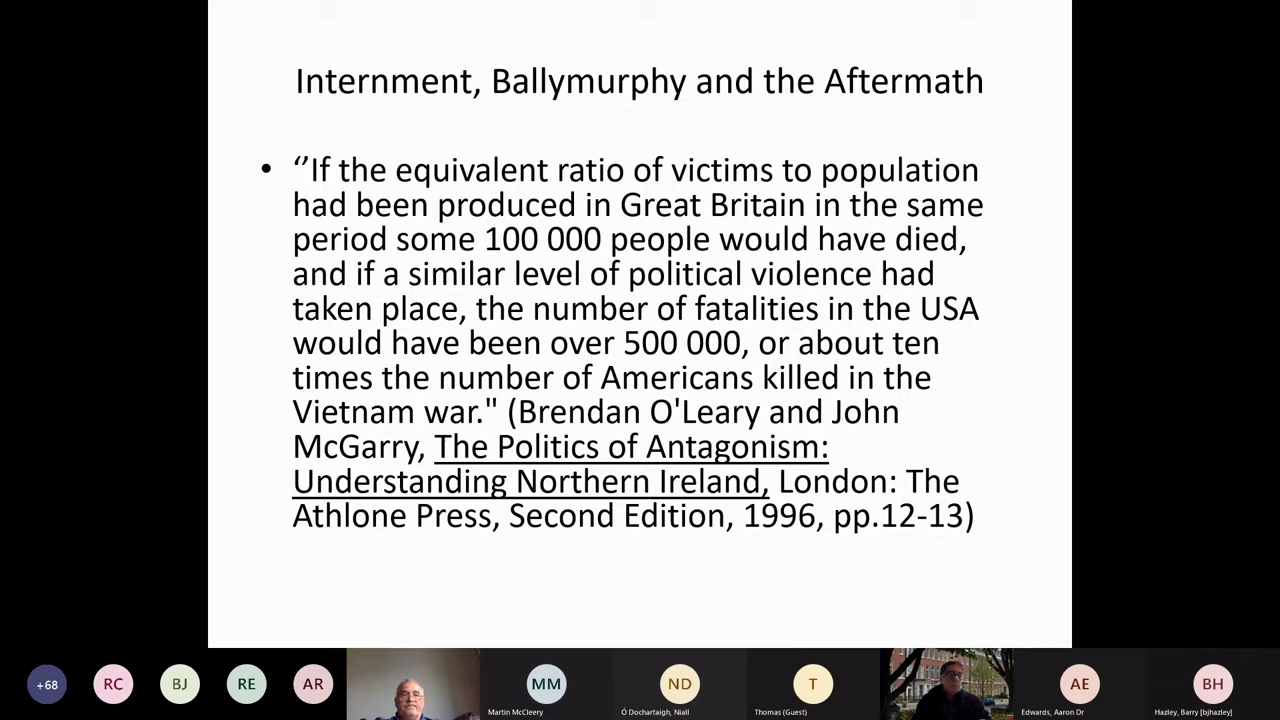 Internment, Ballymurphy and the Aftermath
• ‘’If the equivalent ratio of victims to population
had been produced in Great Britain in the same
period some 100 000 people would have died,
and if a similar level of political violence had
taken place, the number of fatalities in the USA
would have been over 500 000, or about ten
times the number of Americans killed in the
Vietnam war." (Brendan O'Leary and John
McGarry, The Politics of Antagonism:
Understanding Northern Ireland, London: The
Athlone Press, Second Edition, 1996, pp.12-13)
+68 RC BJ RE AR MM ND T AE BH
Martin McCleery Ó Dochartaigh, Niall Thomas (Guest) Edwards, Aaron Dr Hazley, Barry [bjhazley]